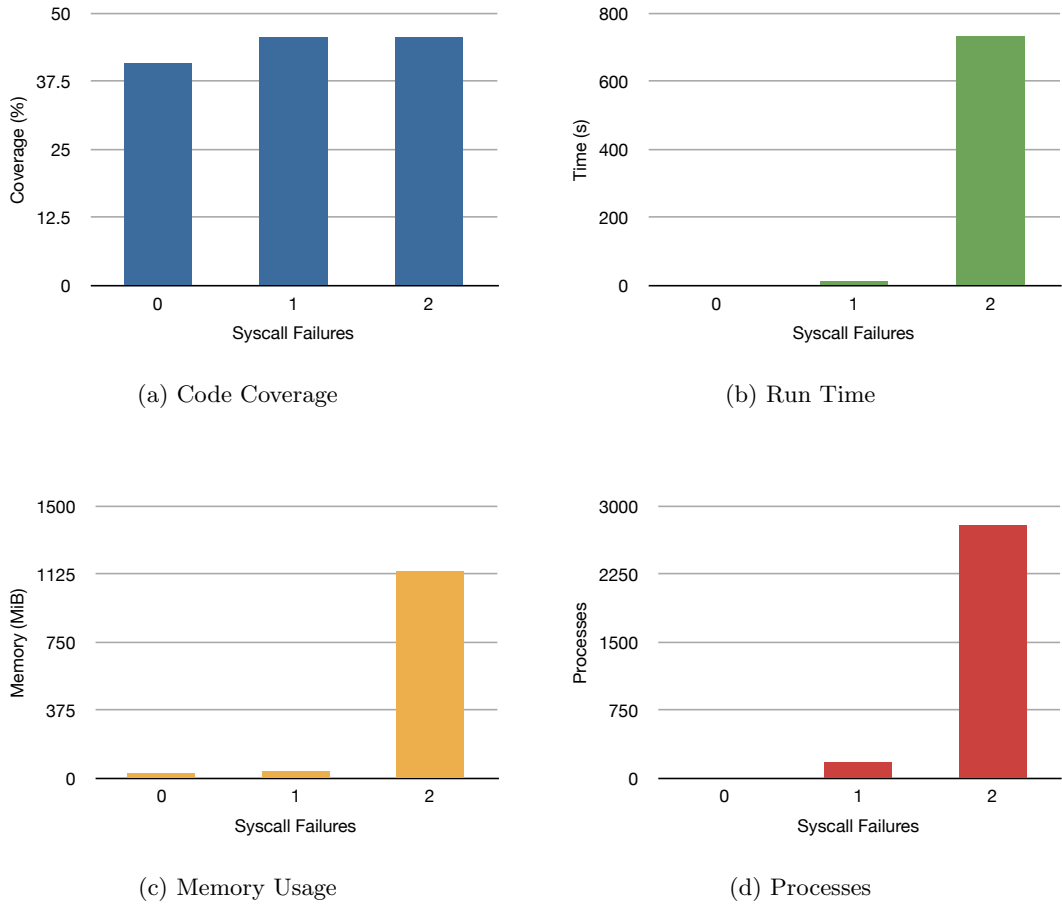 50
37.5
25
12.5
0
Coverage (%)
0 1 2
Syscall Failures
(a) Code Coverage
800
600
400
200
0
Time (s)
0 1 2
Syscall Failures
(b) Run Time
1500
1125
750
375
0
Memory (MiB)
0 1 2
Syscall Failures
(c) Memory Usage
3000
2250
1500
750
0
Processes
0 1 2
Syscall Failures
(d) Processes